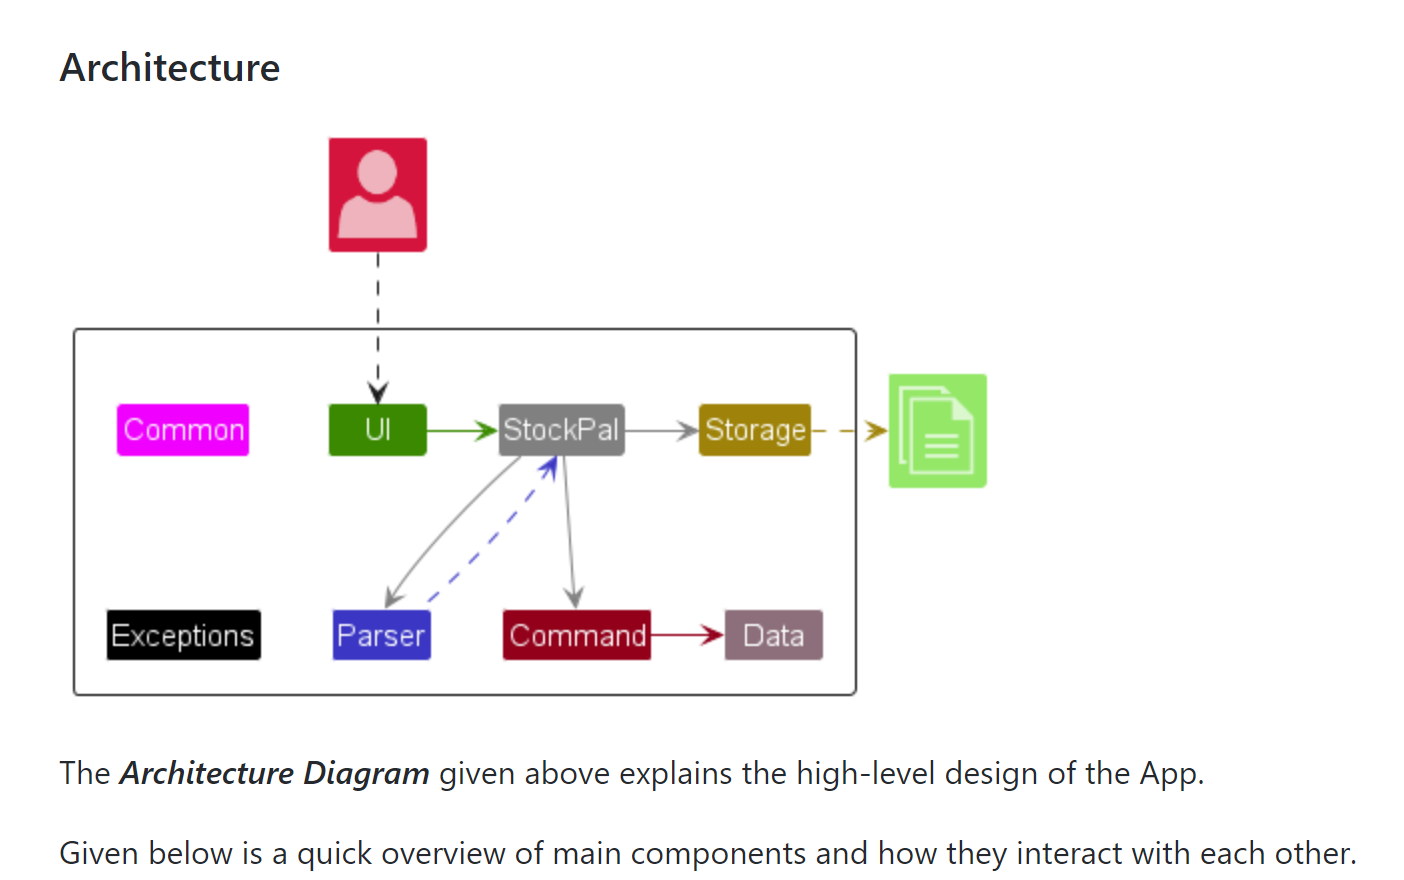 Architecture
Common
UI
StockPal
Storage
Exceptions
Parser
Command
Data
The Architecture Diagram given above explains the high-level design of the App.
Given below is a quick overview of main components and how they interact with each other.